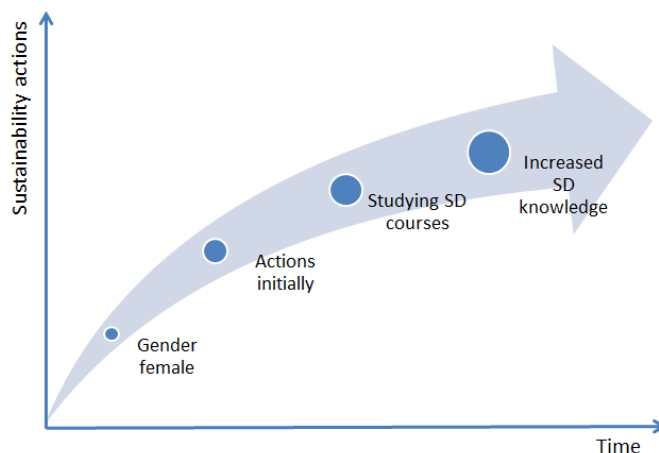 Sustainability actions
Increased
SD
knowledge
Studying SD
courses
Actions
initially
Gender
female
Time